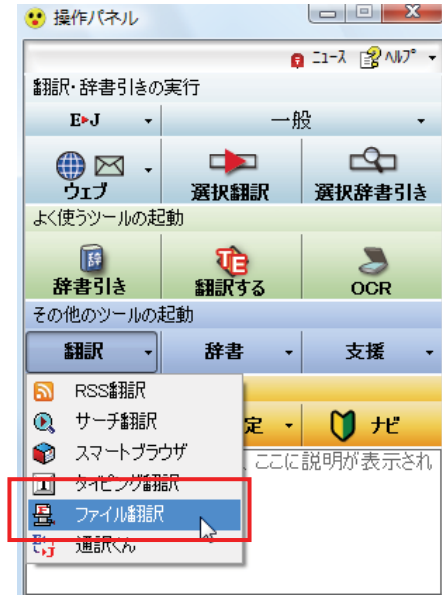 操作パネル
ニュース ヘルプ
翻訳・辞書引きの実行
E▸J 一般
ウェブ 選択翻訳 選択辞書引き
よく使うツールの起動
辞
TE
辞書引き 翻訳する OCR
その他のツールの起動
翻訳 辞書 支援
RSS翻訳
サーチ翻訳
定 ナビ
スマートブラウザ
、ここに説明が表示され
タイピング翻訳
ファイル翻訳
通訳くん